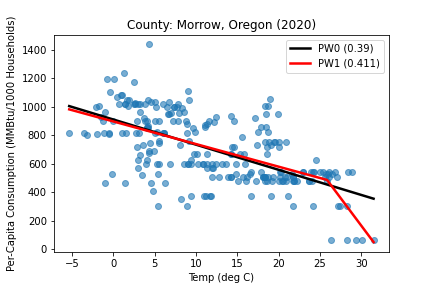 County: Morrow, Oregon (2020)
Per-Capita Consumption (MMBtu/1000 Households)
1400
1200
1000
800
600
400
200
0
PW0 (0.39)
PW1 (0.411)
−5 0 5 10 15 20 25 30
Temp (deg C)